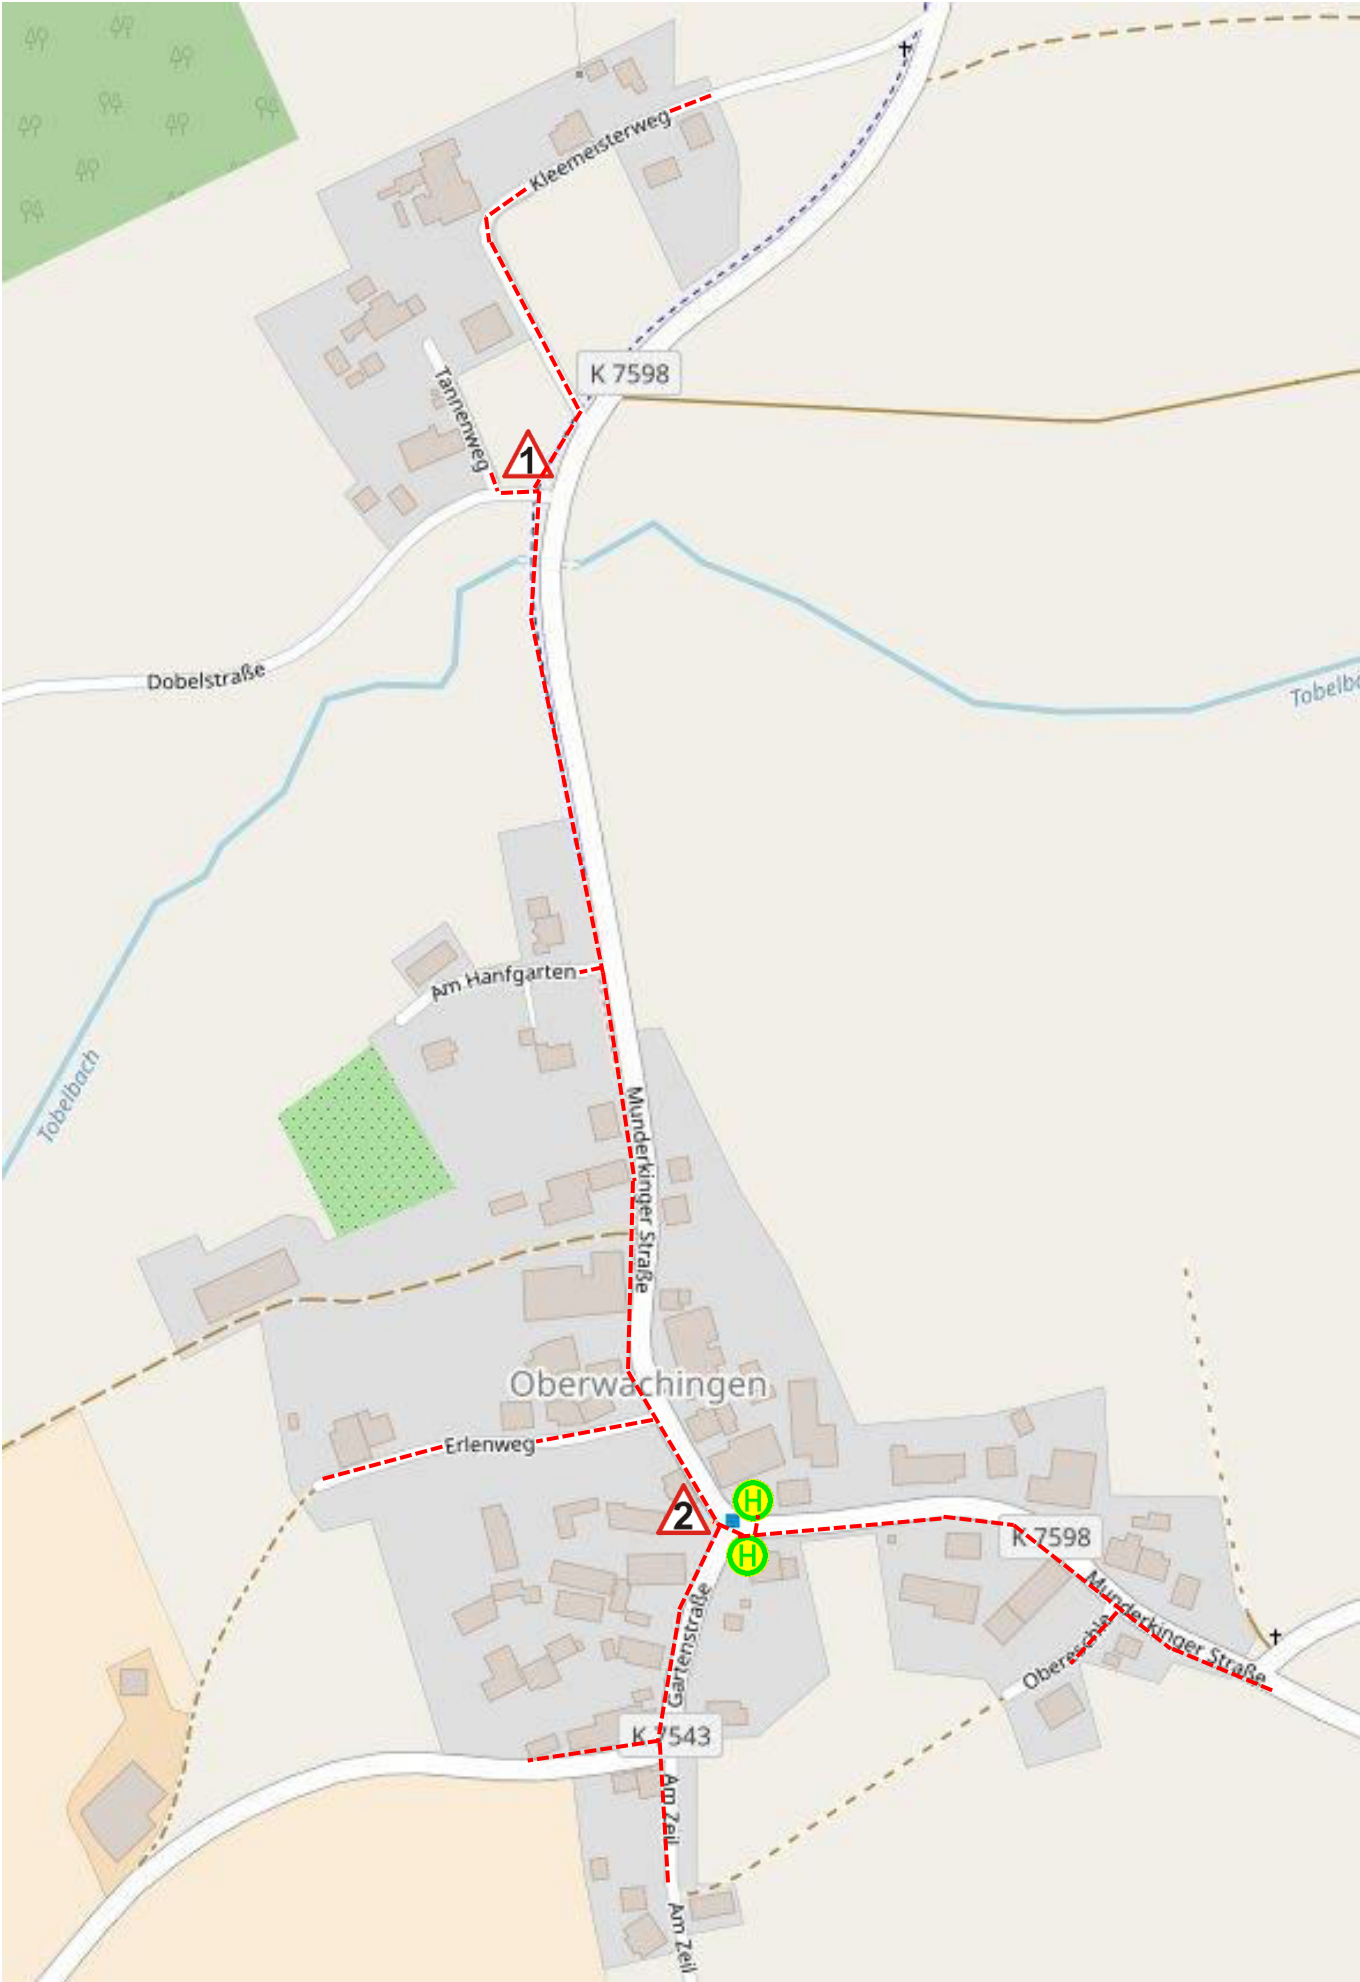 Kleemeisterweg
K 7598
Tannenweg
1
Dobelstraße
Am Hanfgarten
Tobelbach
Munderkinger Straße
Oberwachingen
Erlenweg
H
2
H
K 7598
Munderkinger Straße
Gartenstraße
K 7543
Am Zeil
Am Zeil